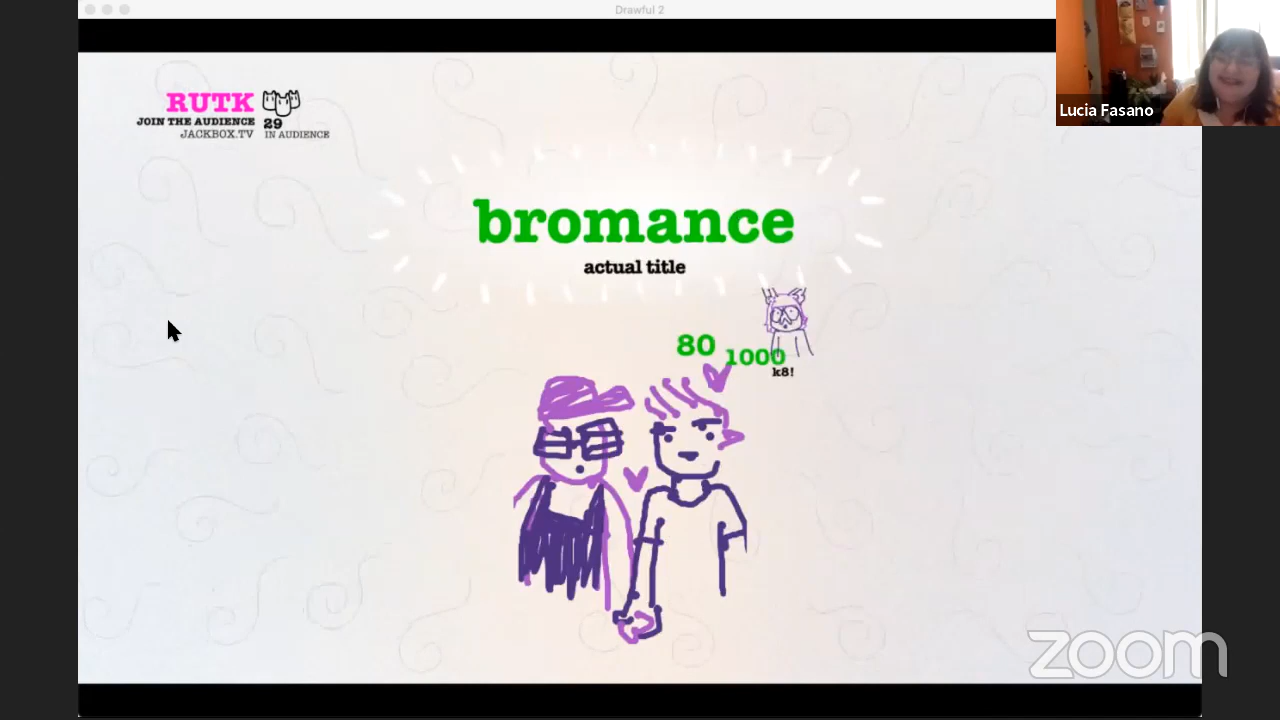 Drawful 2
RUTK
JOIN THE AUDIENCE
JACKBOX.TV
29
IN AUDIENCE
Lucia Fasano
bromance
actual title
80
1000
k8!
zoom